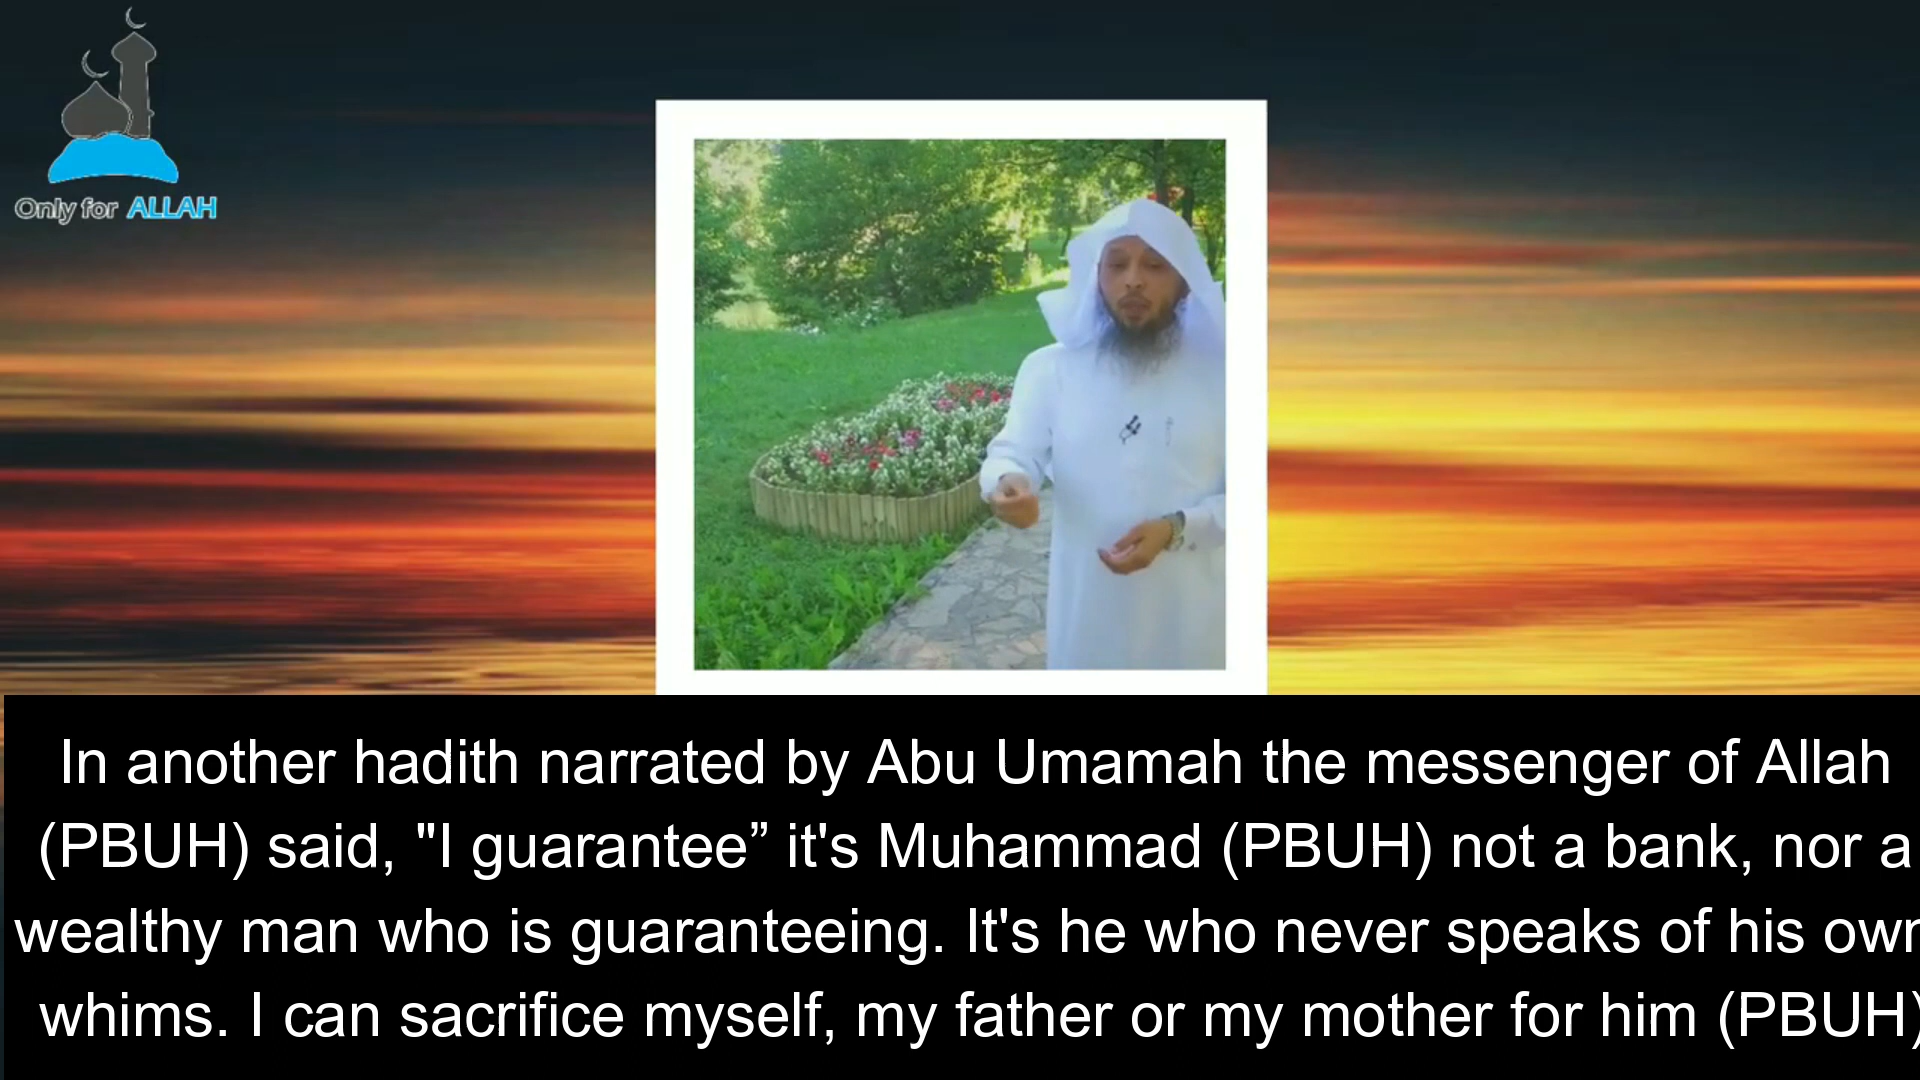 Only for ALLAH
In another hadith narrated by Abu Umamah the messenger of Allah
(PBUH) said, "I guarantee” it's Muhammad (PBUH) not a bank, nor a
wealthy man who is guaranteeing. It's he who never speaks of his own
whims. I can sacrifice myself, my father or my mother for him (PBUH)